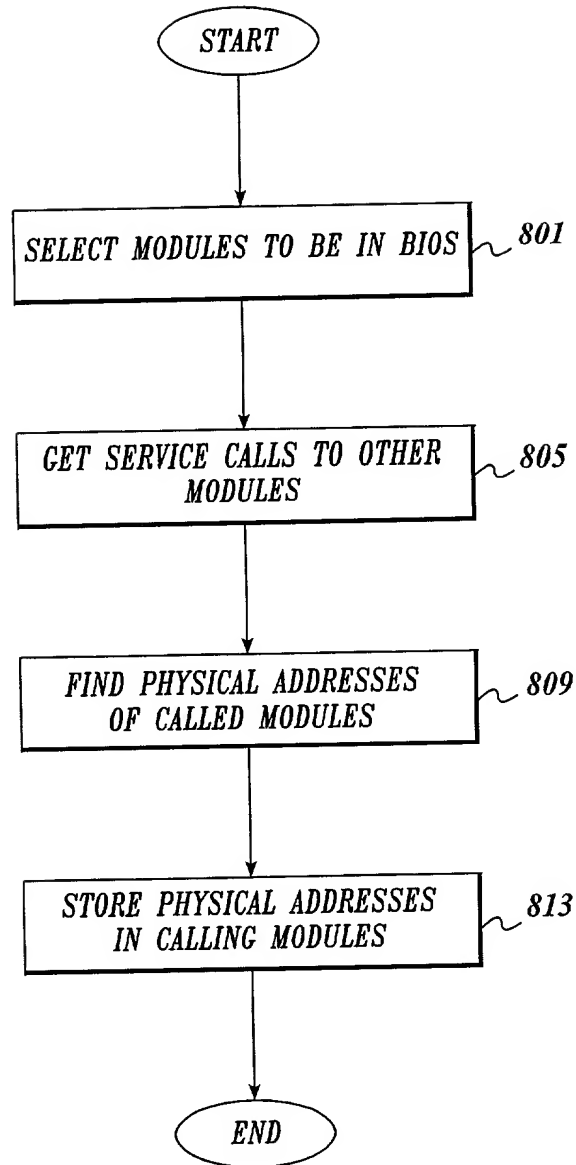 START
SELECT MODULES TO BE IN BIOS
801
GET SERVICE CALLS TO OTHER
MODULES
805
FIND PHYSICAL ADDRESSES
OF CALLED MODULES
809
STORE PHYSICAL ADDRESSES
IN CALLING MODULES
813
END